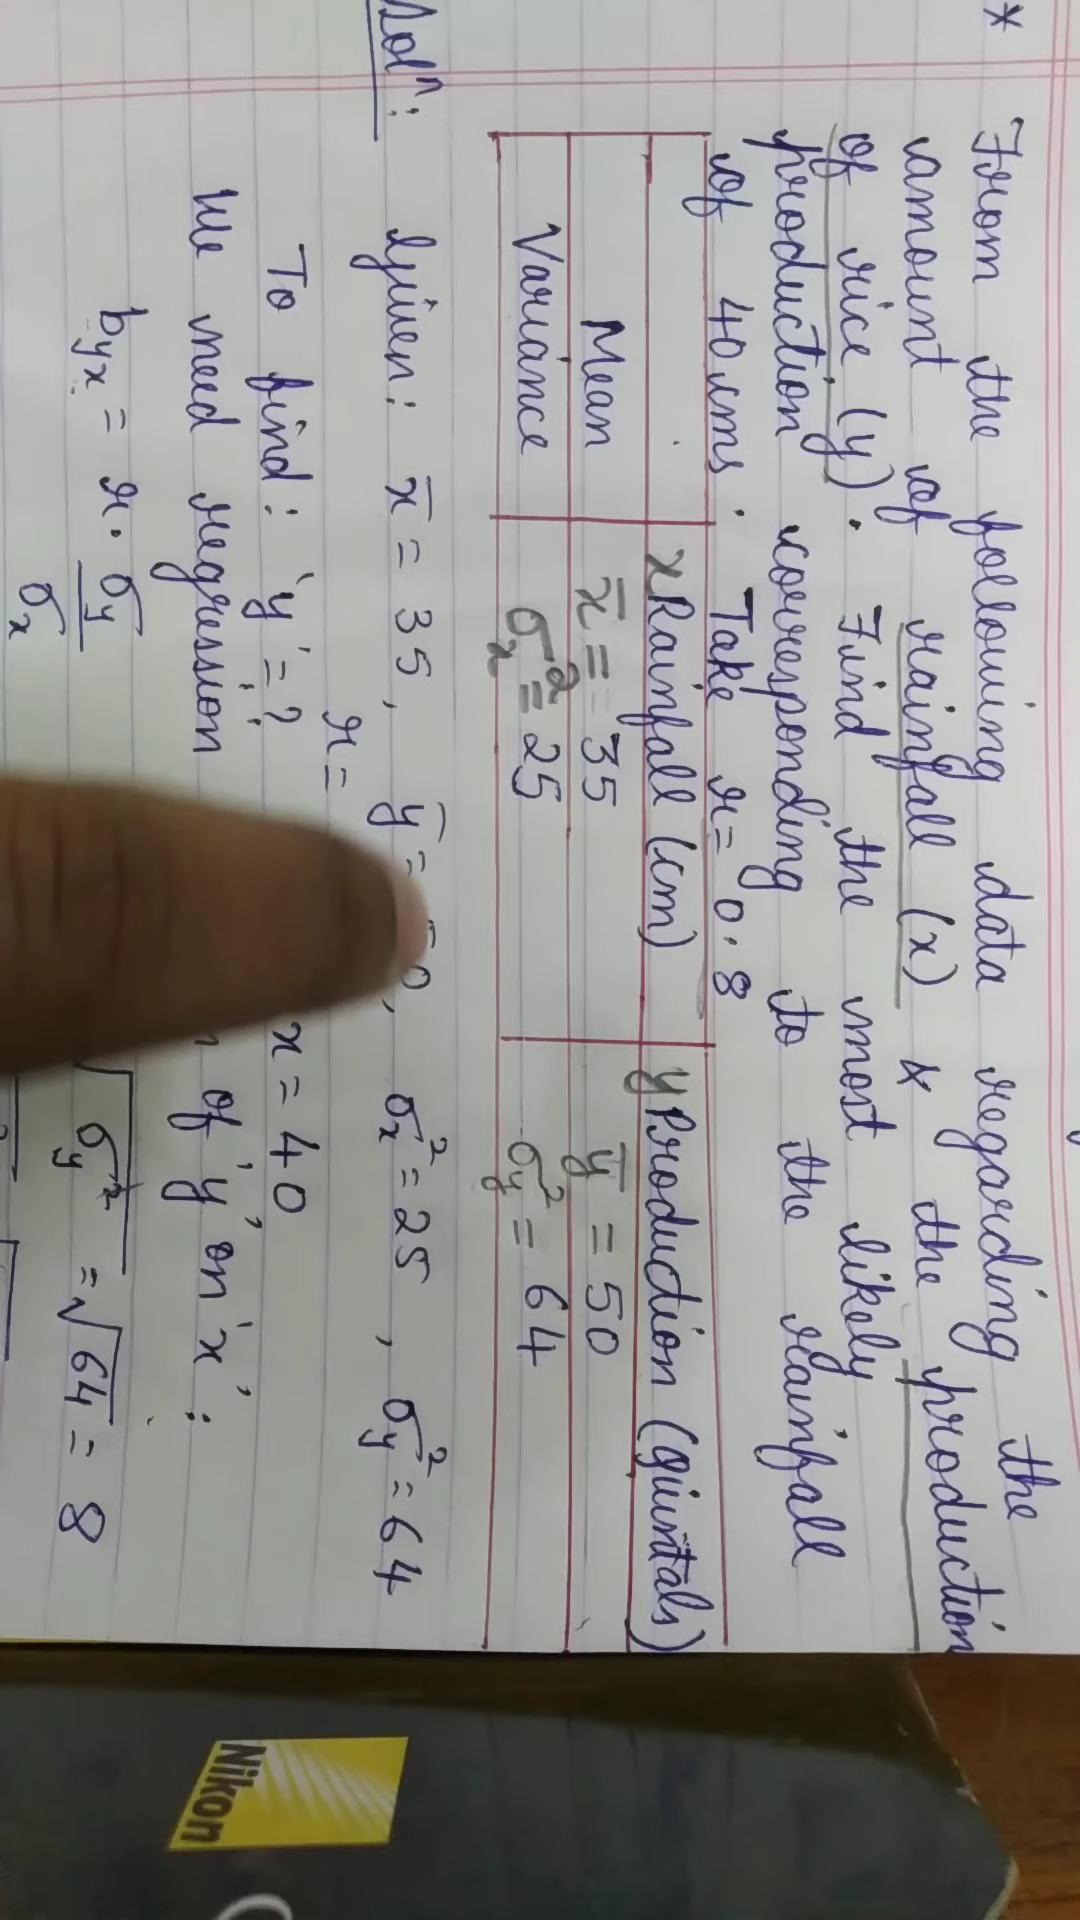 * From the following data regarding the
amount of rainfall (x) & the production
of rice (y). Find the most likely
production corresponding to the rainfall
of 40 cms. Take r = 0.8
x Rainfall (cm) y Production (quintals)
Mean x̄ = 35 ȳ = 50
Variance σx² = 25 σy² = 64
Solⁿ: Given: x̄ = 35, ȳ = 50, σx² = 25, σy² = 64
r =
To find: 'y' = ? x = 40
We need regression of 'y' on 'x':
byx = r. σy/σx √σy² = √64 = 8
Nikon